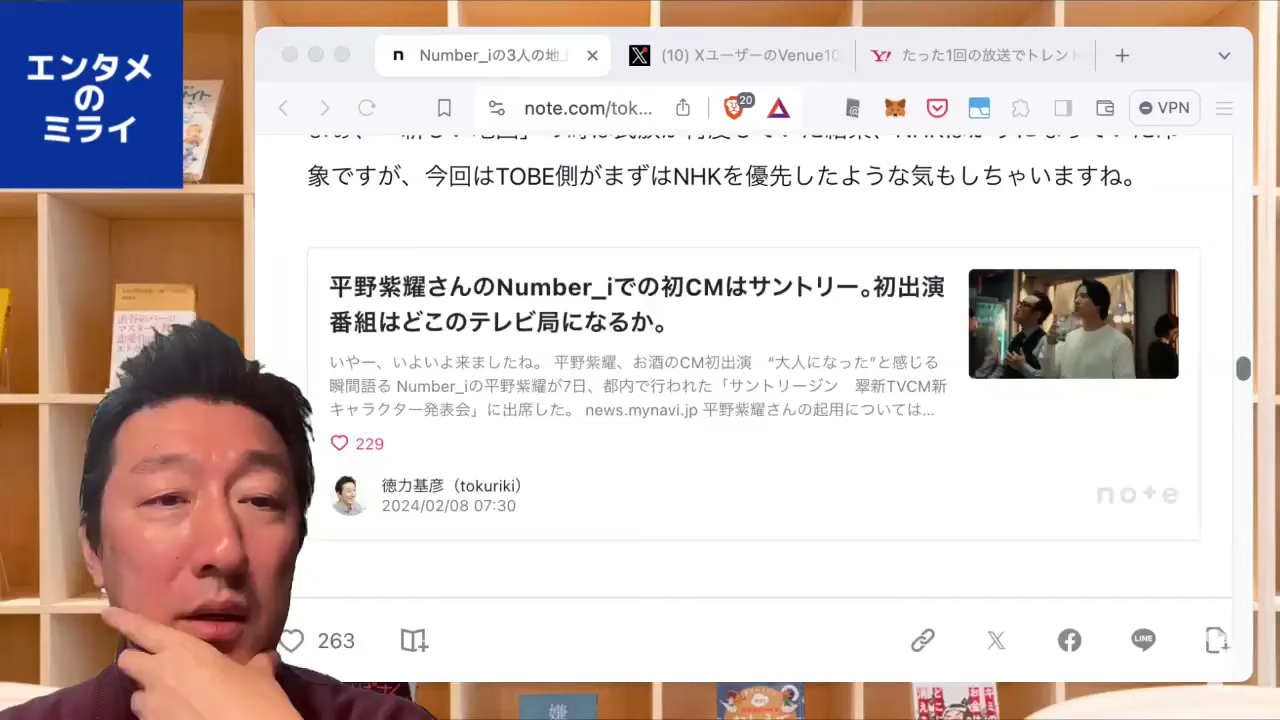 エンタメ
の
ミライ
Number_iの3人の地上
(10) XユーザーのVenue10
たった1回の放送でトレント
note.com/tok...
20
VPN
象ですが、今回はTOBE側がまずはNHKを優先したような気もしちゃいますね。
平野紫耀さんのNumber_iでの初CMはサントリー。初出演
番組はどこのテレビ局になるか。
いやー、いよいよ来ましたね。 平野紫耀、お酒のCM初出演 “大人になった”と感じる
瞬間語る Number_iの平野紫耀が7日、都内で行われた「サントリージン 翠新TVCM新
キャラクター発表会」に出席した。 news.mynavi.jp 平野紫耀さんの起用については...
229
徳力基彦（tokuriki）
2024/02/08 07:30
note
263
LINE
嫌